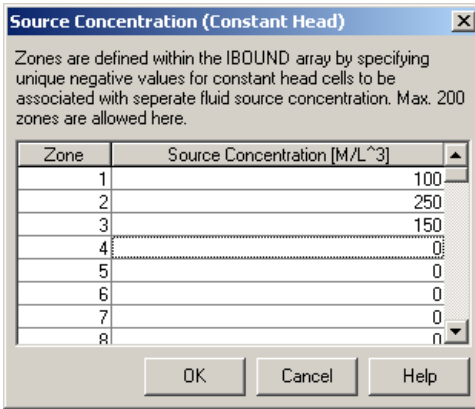 Source Concentration (Constant Head)
Zones are defined within the IBOUND array by specifying
unique negative values for constant head cells to be
associated with seperate fluid source concentration. Max. 200
zones are allowed here.
Zone Source Concentration [M/L^3]
1 100
2 250
3 150
4 0
5 0
6 0
7 0
8 0
OK Cancel Help